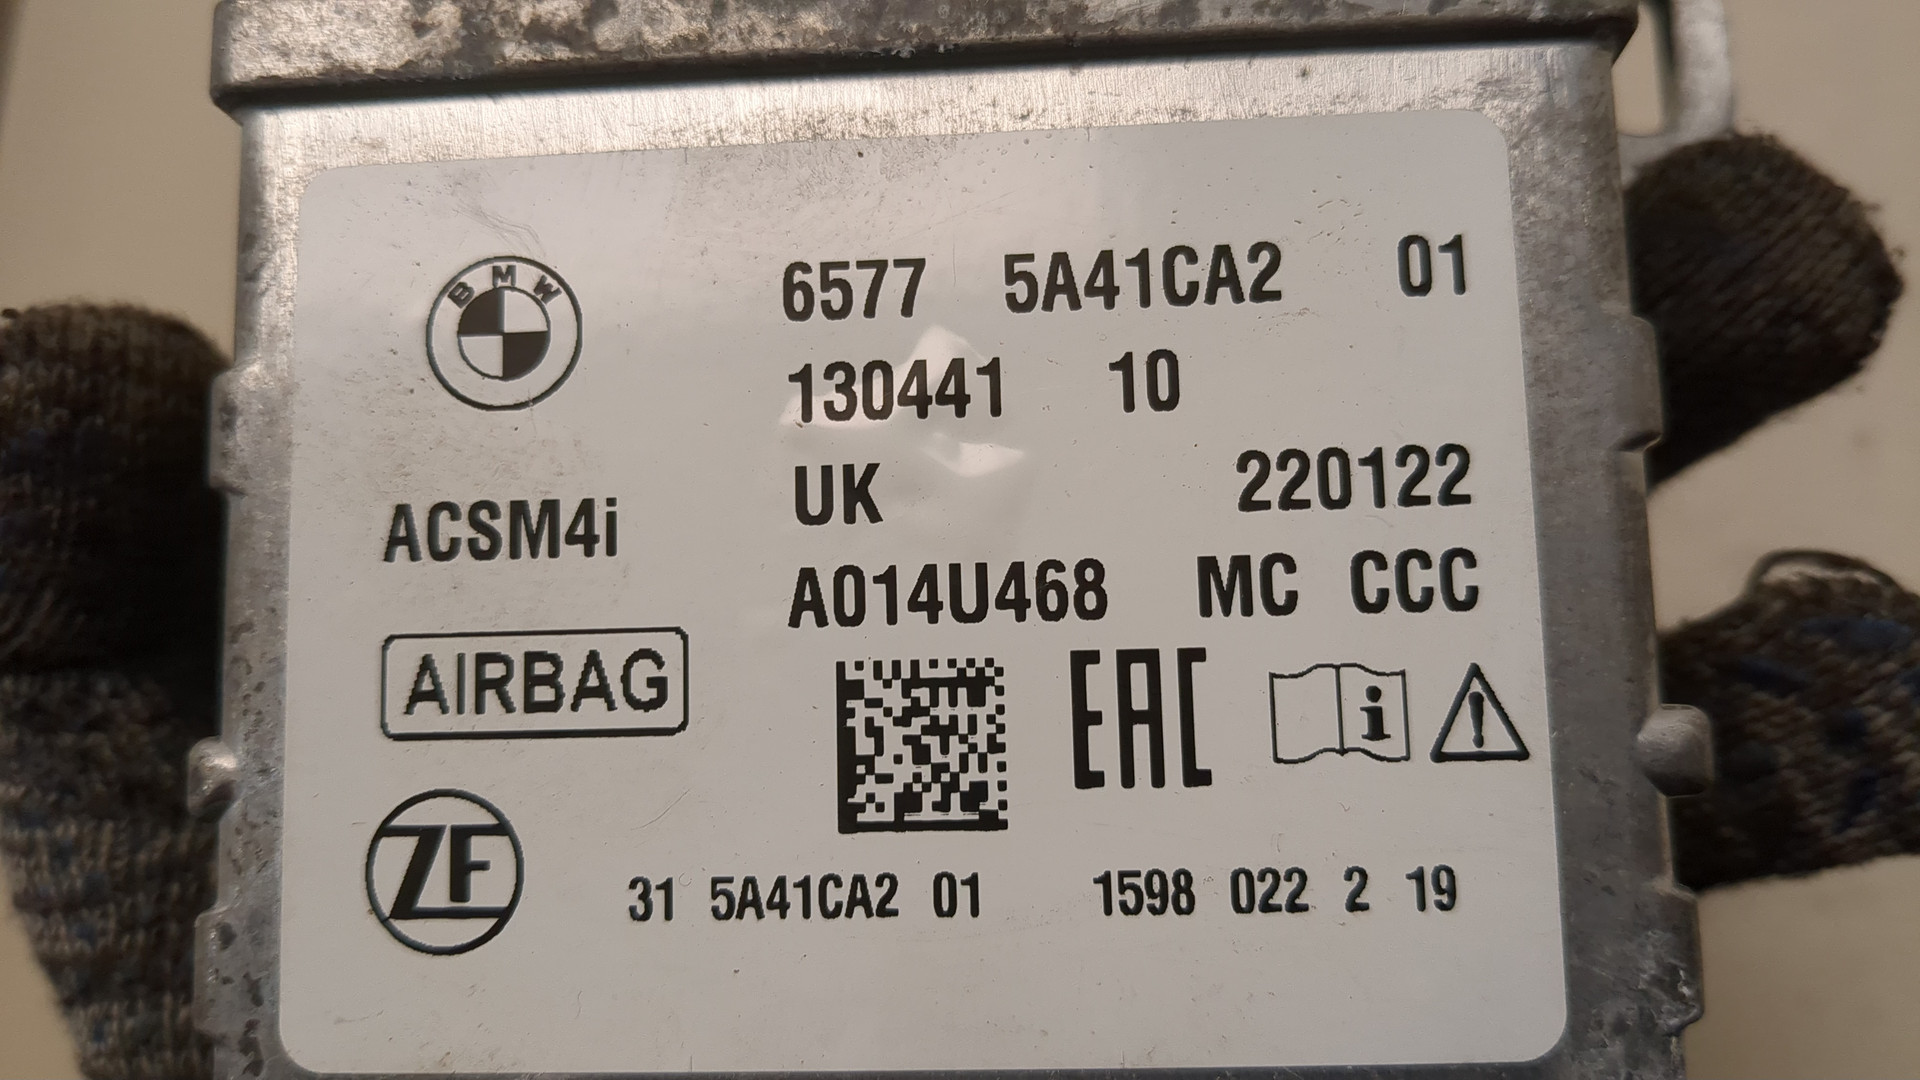 BMW
6577 5A41CA2 01
130441 10
UK 220122
ACSM4i
A014U468 MC CCC
AIRBAG
EAC
i
!
ZF
31 5A41CA2 01 1598 022 2 19